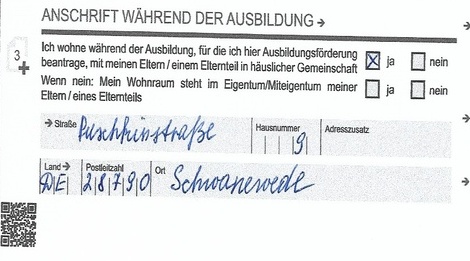 ANSCHRIFT WÄHREND DER AUSBILDUNG →
3
Ich wohne während der Ausbildung, für die ich hier Ausbildungsförderung
beantrage, mit meinen Eltern / einem Elternteil in häuslicher Gemeinschaft ☒ ja ☐ nein
Wenn nein: Mein Wohnraum steht im Eigentum/Miteigentum meiner
Eltern / eines Elternteils ☐ ja ☐ nein
→ Straße Hausnummer Adresszusatz
Puschkinstraße 9
Land → Postleitzahl Ort
DE 28790 Schwanewede